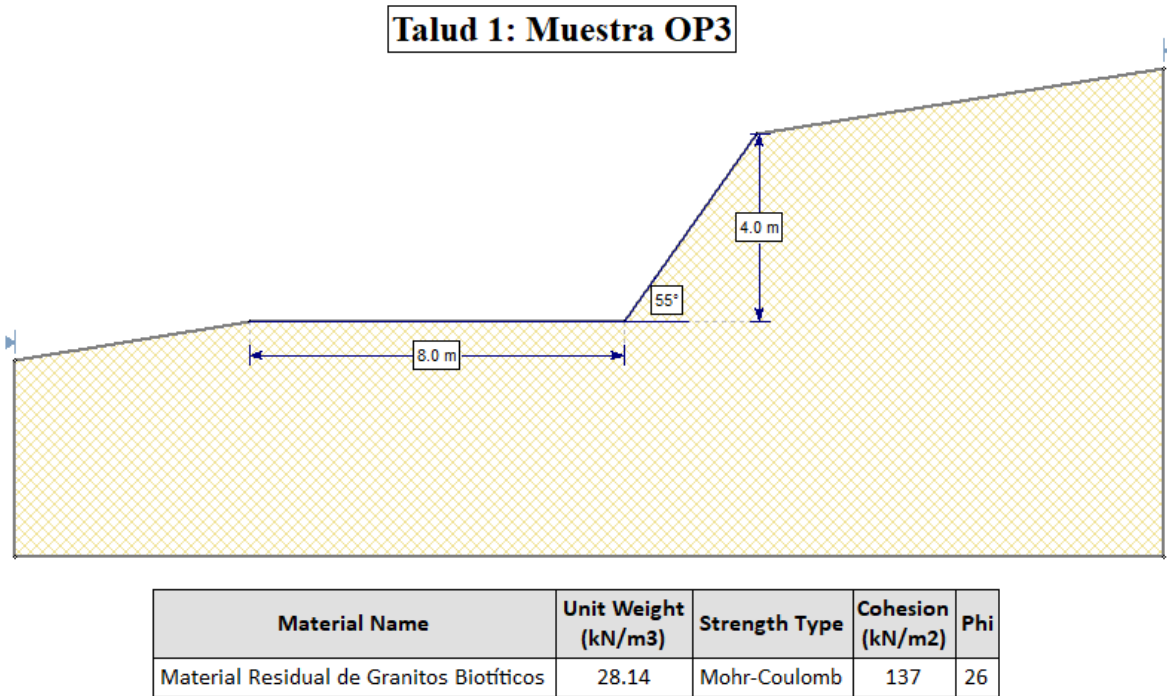 Talud 1: Muestra OP3
4.0 m
55°
8.0 m
Material Name
Unit Weight
(kN/m3)
Strength Type
Cohesion
(kN/m2)
Phi
Material Residual de Granitos Biotíticos
28.14
Mohr-Coulomb
137
26